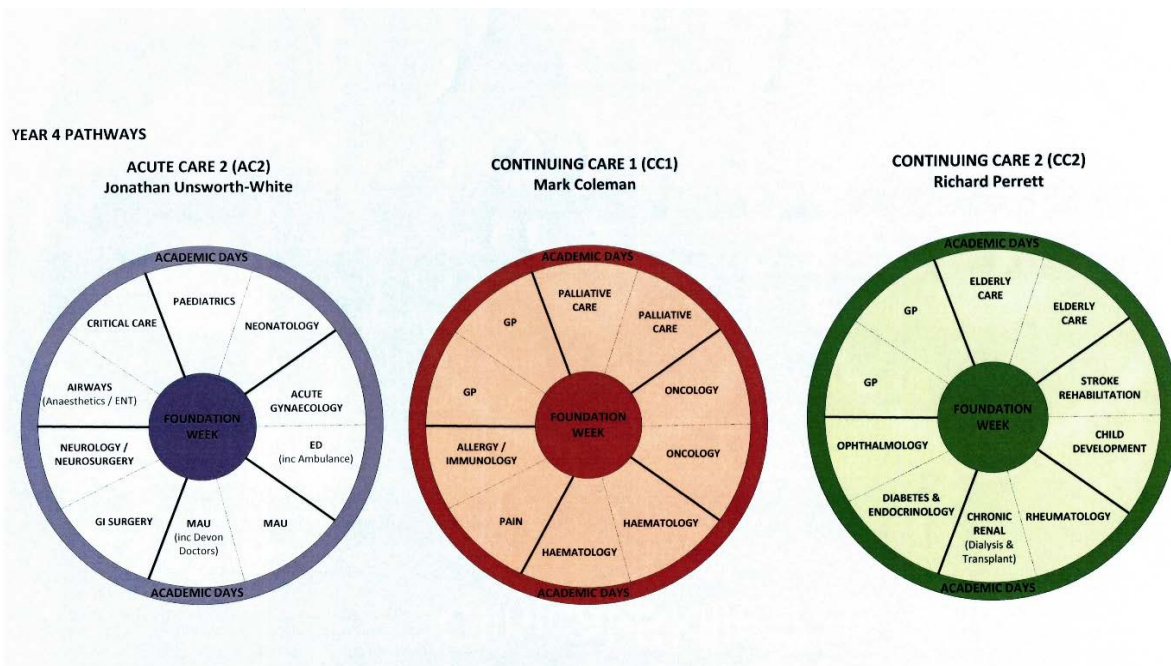 YEAR 4 PATHWAYS
ACUTE CARE 2 (AC2)
Jonathan Unsworth-White
ACADEMIC DAYS
PAEDIATRICS
NEONATOLOGY
ACUTE
GYNAECOLOGY
ED
(inc Ambulance)
MAU
MAU
(inc Devon
Doctors)
GI SURGERY
NEUROLOGY /
NEUROSURGERY
AIRWAYS
(Anaesthetics / ENT)
CRITICAL CARE
FOUNDATION
WEEK
ACADEMIC DAYS
CONTINUING CARE 1 (CC1)
Mark Coleman
ACADEMIC DAYS
PALLIATIVE
CARE
PALLIATIVE
CARE
ONCOLOGY
ONCOLOGY
HAEMATOLOGY
HAEMATOLOGY
PAIN
ALLERGY /
IMMUNOLOGY
GP
GP
FOUNDATION
WEEK
ACADEMIC DAYS
CONTINUING CARE 2 (CC2)
Richard Perrett
ACADEMIC DAYS
ELDERLY
CARE
ELDERLY
CARE
STROKE
REHABILITATION
CHILD
DEVELOPMENT
RHEUMATOLOGY
CHRONIC
RENAL
(Dialysis &
Transplant)
DIABETES &
ENDOCRINOLOGY
OPHTHALMOLOGY
GP
GP
FOUNDATION
WEEK
ACADEMIC DAYS